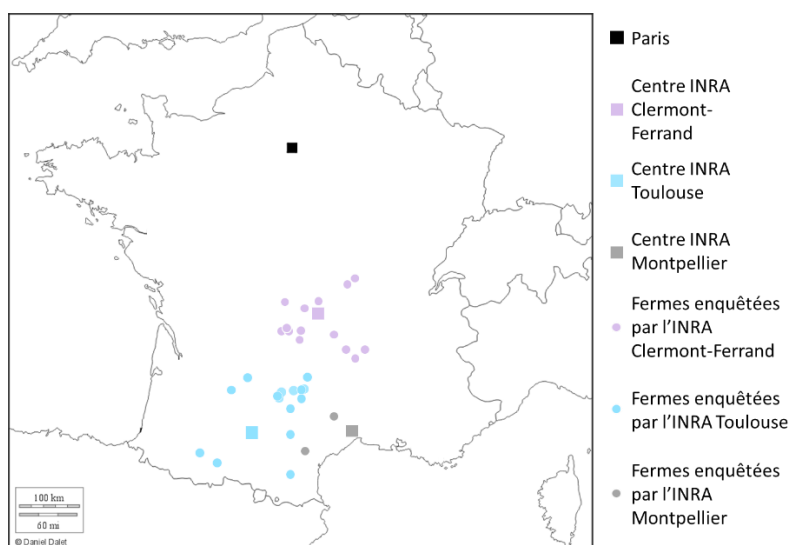 Paris
Centre INRA
Clermont-
Ferrand
Centre INRA
Toulouse
Centre INRA
Montpellier
Fermes enquêtées
par l'INRA
Clermont-Ferrand
Fermes enquêtées
par l'INRA Toulouse
Fermes enquêtées
par l'INRA
Montpellier
100 km
60 mi
© Daniel Dalet